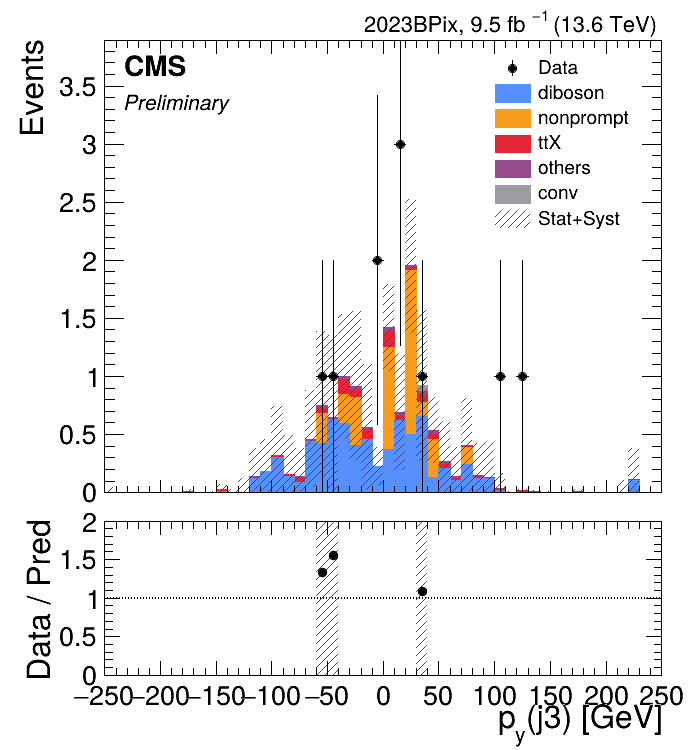 2023BPix, 9.5 fb⁻¹ (13.6 TeV)
CMS
Preliminary
Events
Data
diboson
nonprompt
ttX
others
conv
Stat+Syst
3.5
3
2.5
2
1.5
1
0.5
0
Data / Pred
2
1.5
1
0.5
0
−250 −200 −150 −100 −50 0 50 100 150 200 250
p_y(j3) [GeV]